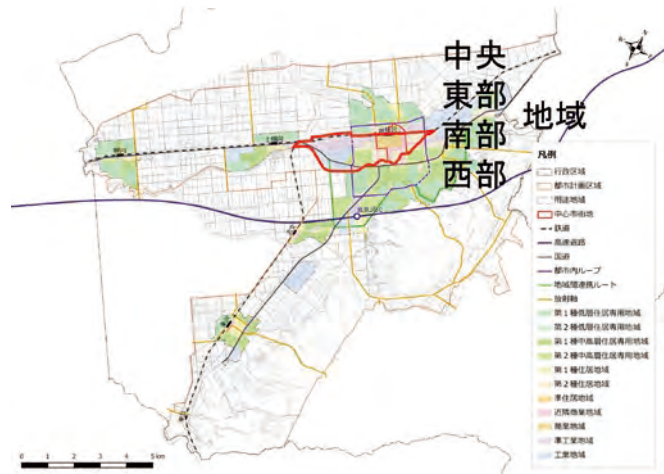 中央
東部
南部
西部
地域
凡例
行政区域
都市計画区域
用途地域
中心市街地
鉄道
高速道路
国道
都市内ループ
地域間連携ルート
放射軸
第1種低層住居専用地域
第2種低層住居専用地域
第1種中高層住居専用地域
第2種中高層住居専用地域
第1種住居地域
第2種住居地域
準住居地域
近隣商業地域
商業地域
準工業地域
工業地域
0 1 2 3 4 5 km